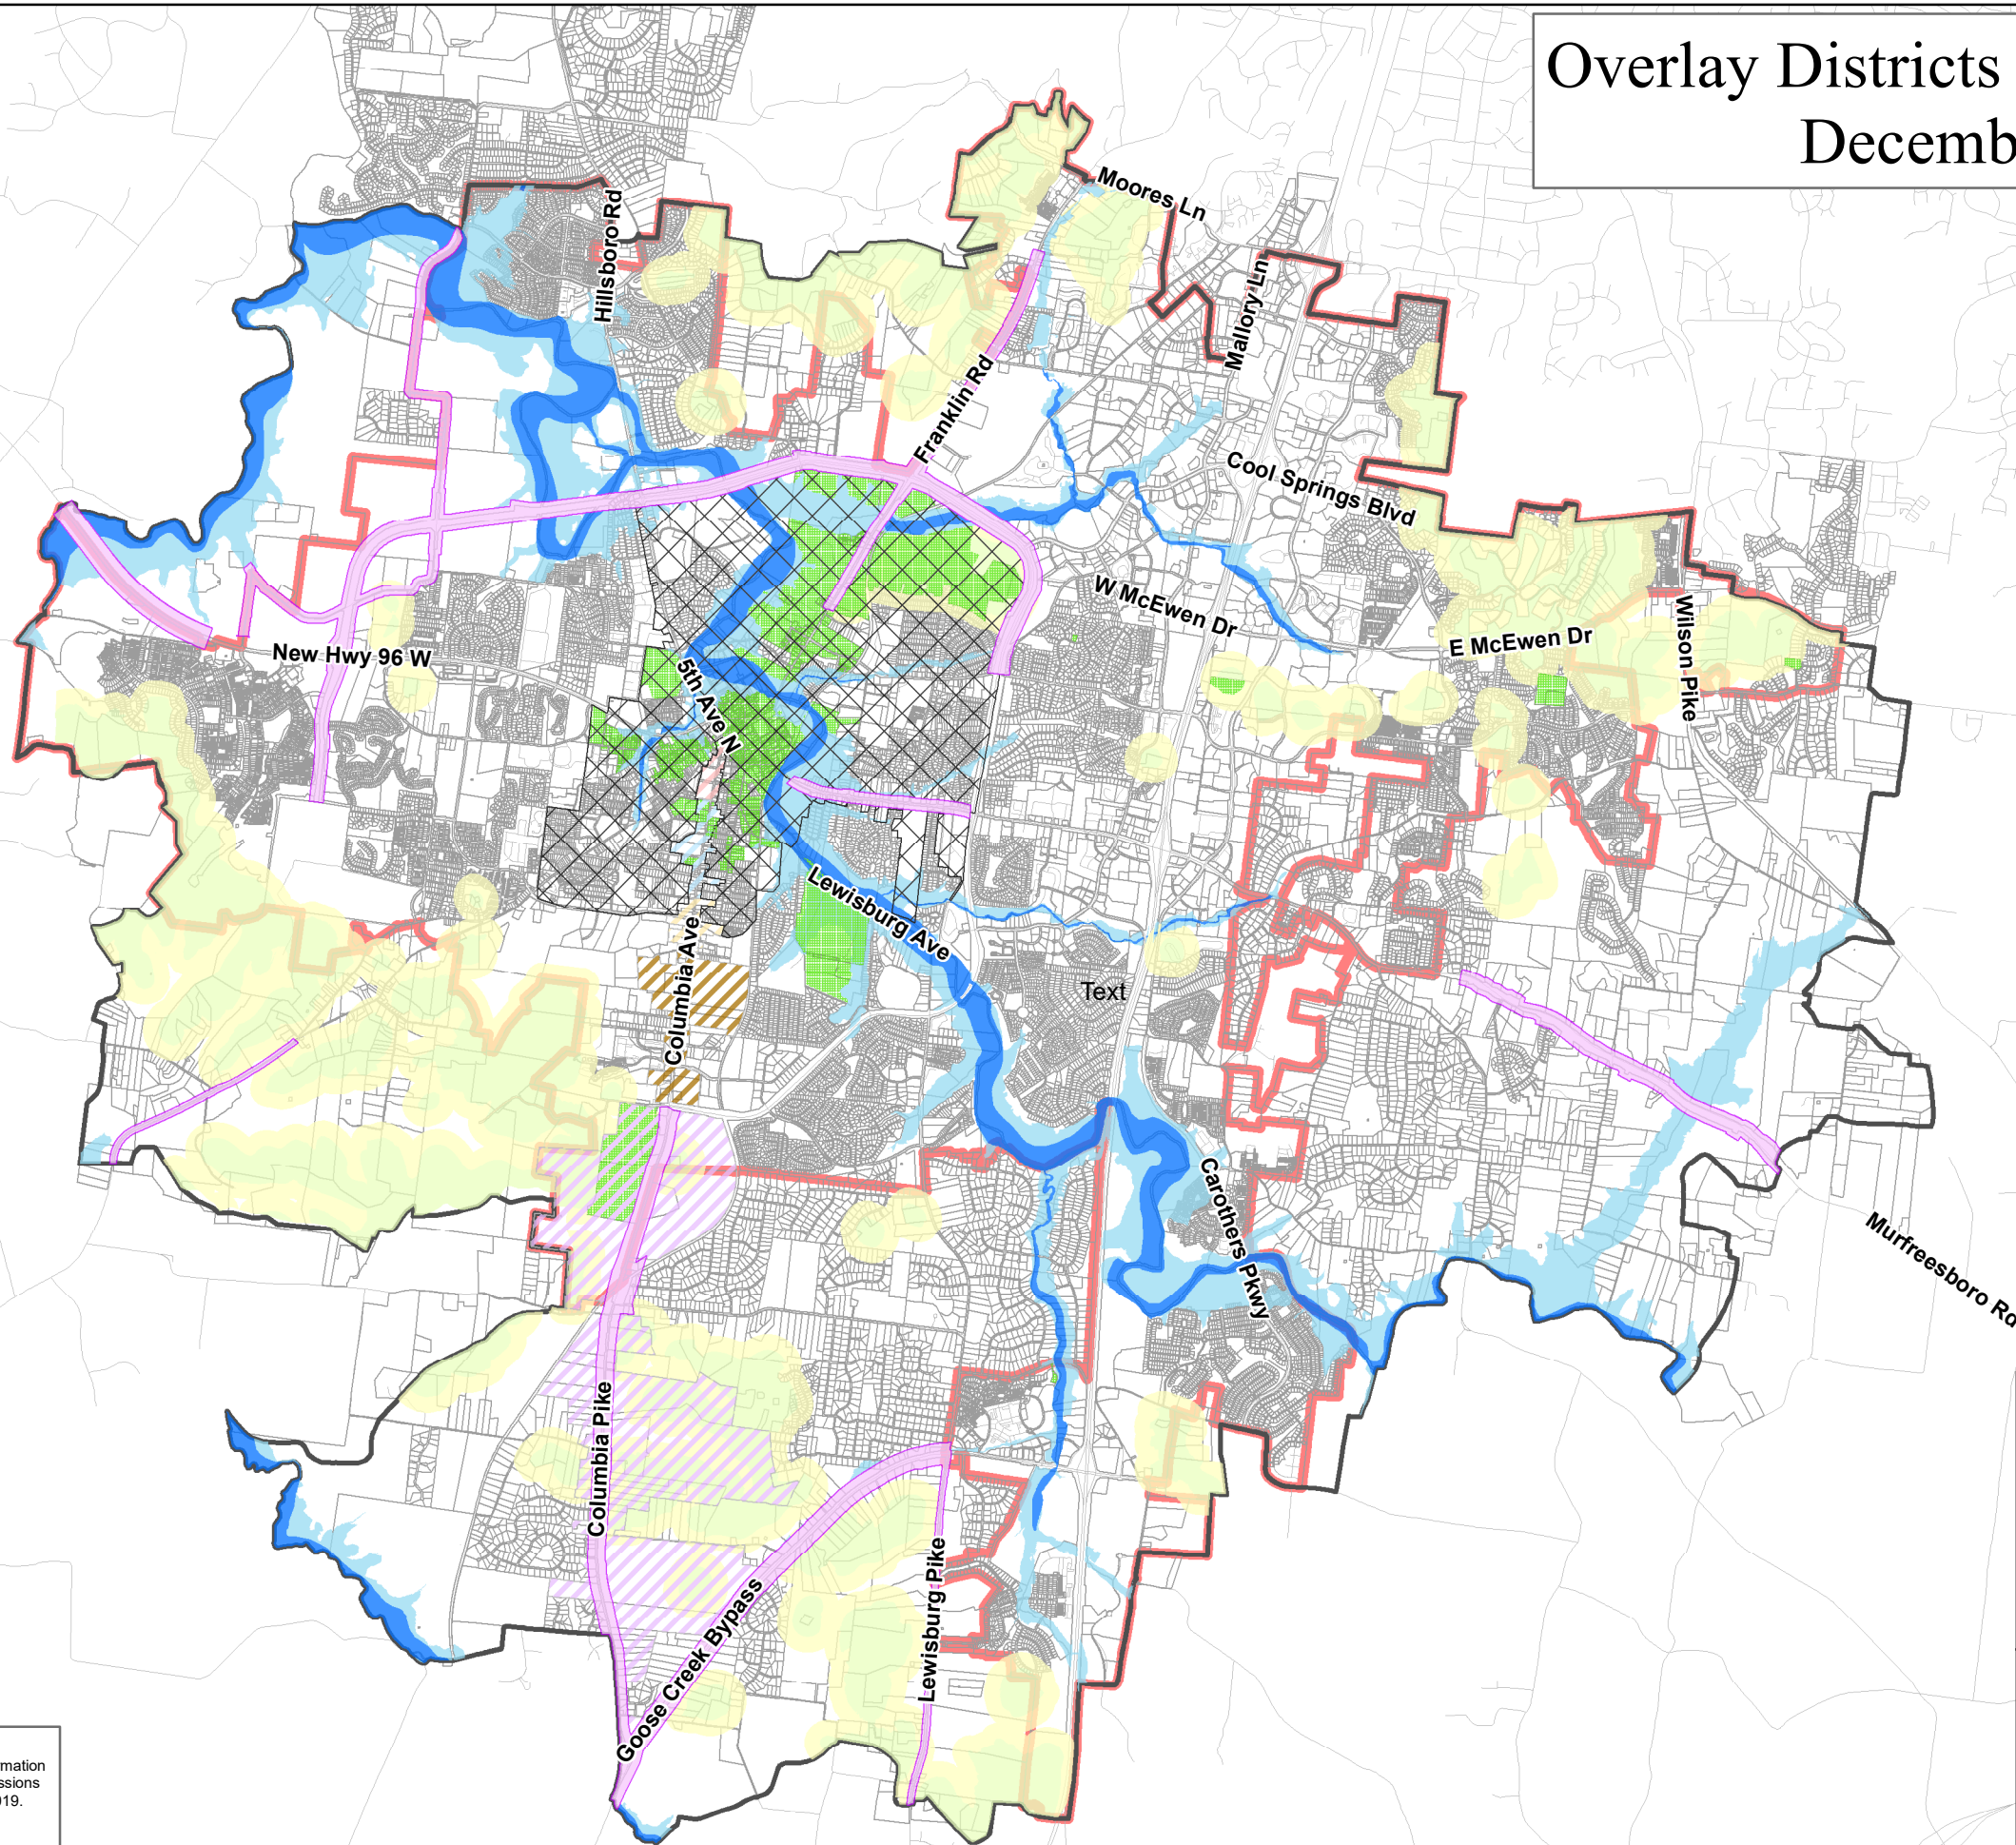 Overlay Districts
Decemb
Moores Ln
Hillsboro Rd
Mallory Ln
Franklin Rd
Cool Springs Blvd
W McEwen Dr
E McEwen Dr
Wilson Pike
New Hwy 96 W
5th Ave N
Lewisburg Ave
Columbia Ave
Text
Carothers Pkwy
Murfreesboro Rd
Columbia Pike
Goose Creek Bypass
Lewisburg Pike
rmation
ssions
019.